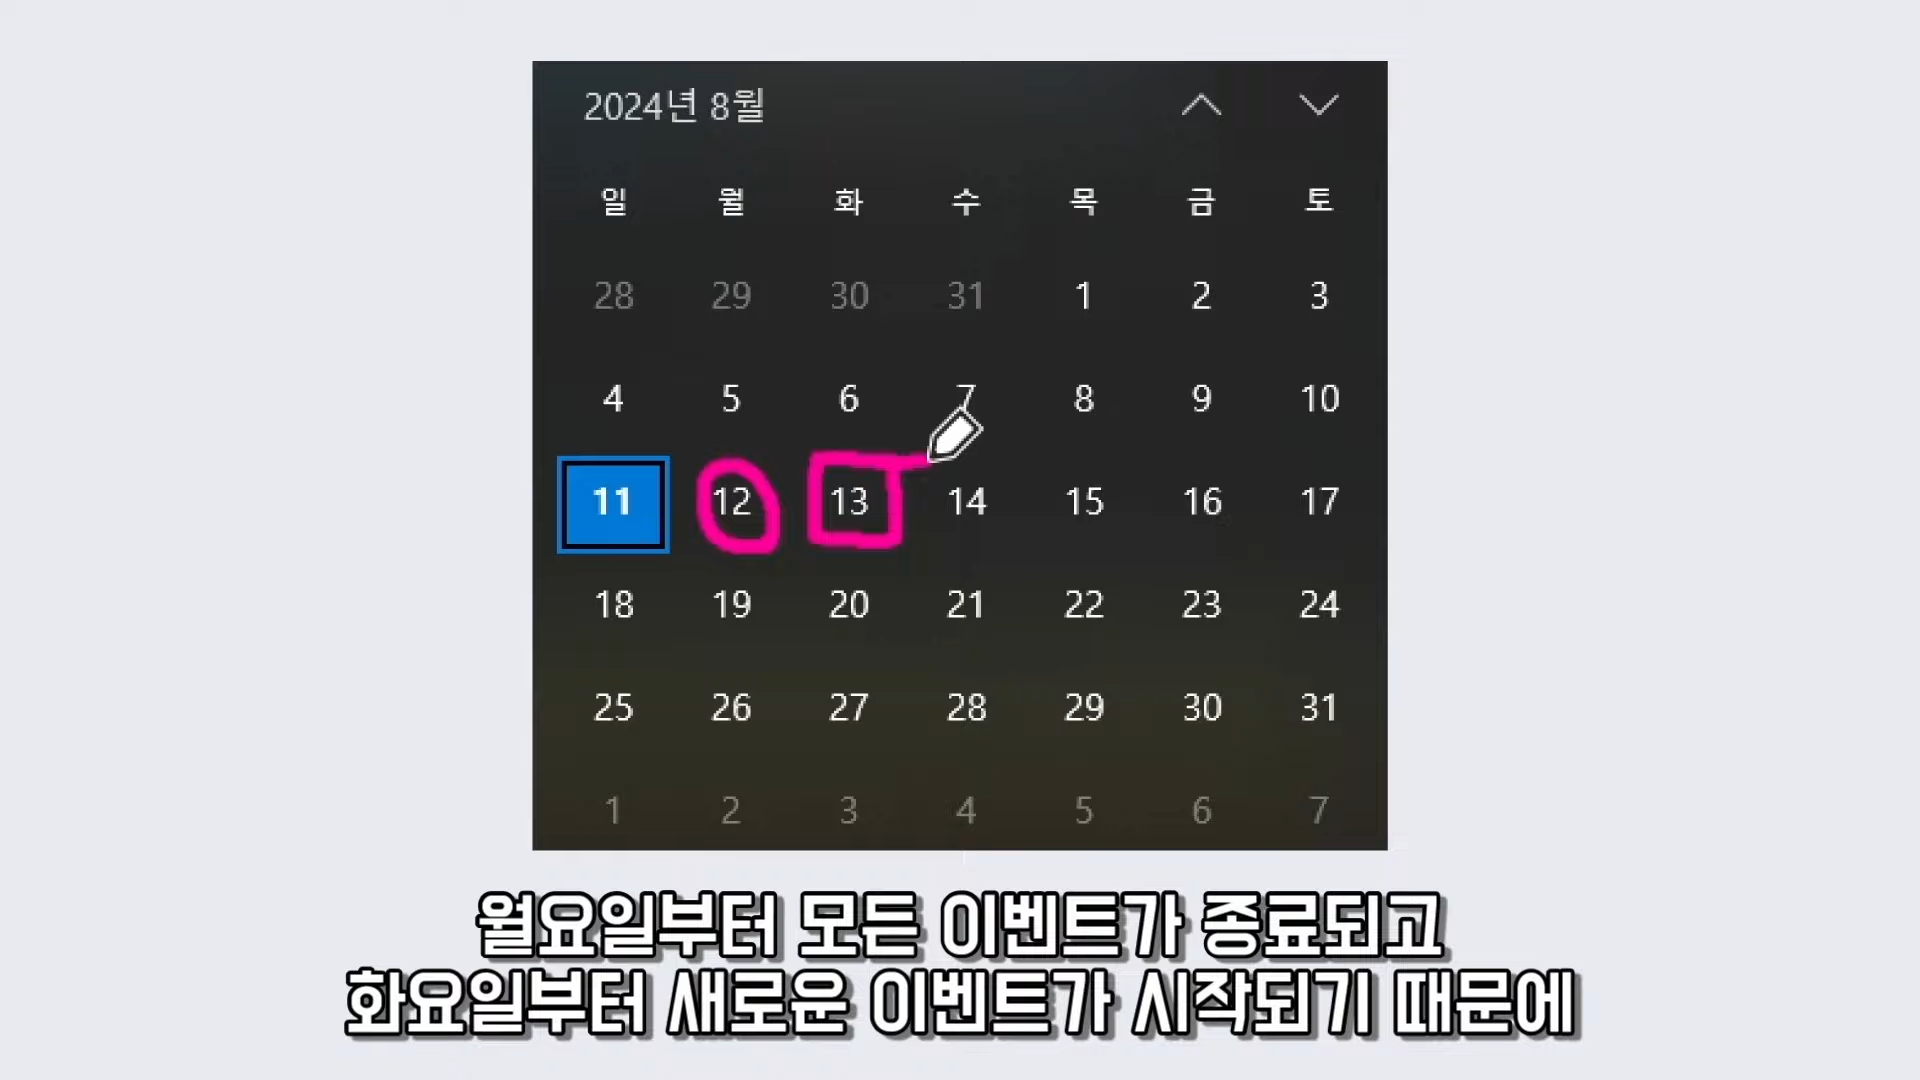 2024년 8월
일 월 화 수 목 금 토
28 29 30 31 1 2 3
4 5 6 7 8 9 10
11 12 13 14 15 16 17
18 19 20 21 22 23 24
25 26 27 28 29 30 31
1 2 3 4 5 6 7
월요일부터 모든 이벤트가 종료되고
화요일부터 새로운 이벤트가 시작되기 때문에